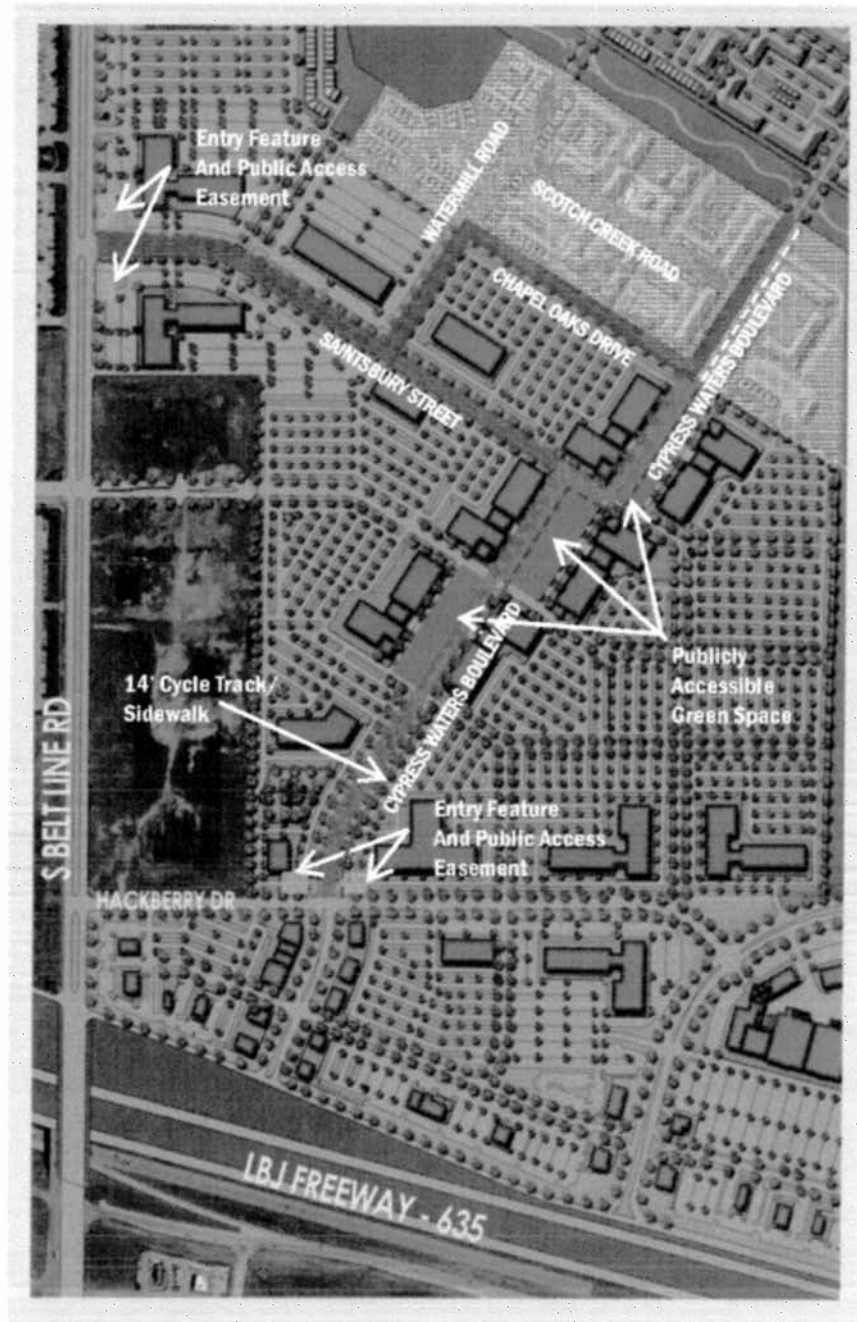 Entry Feature
And Public Access
Easement
WATERMILL ROAD
SCOTCH CREEK ROAD
CHAPEL OAKS DRIVE
SAINTSBURY STREET
CYPRESS WATERS BOULEVARD
Publicly
Accessible
Green Space
14' Cycle Track/
Sidewalk
CYPRESS WATERS BOULEVARD
S BELT LINE RD
Entry Feature
And Public Access
Easement
HACKBERRY DR
LBJ FREEWAY - 635